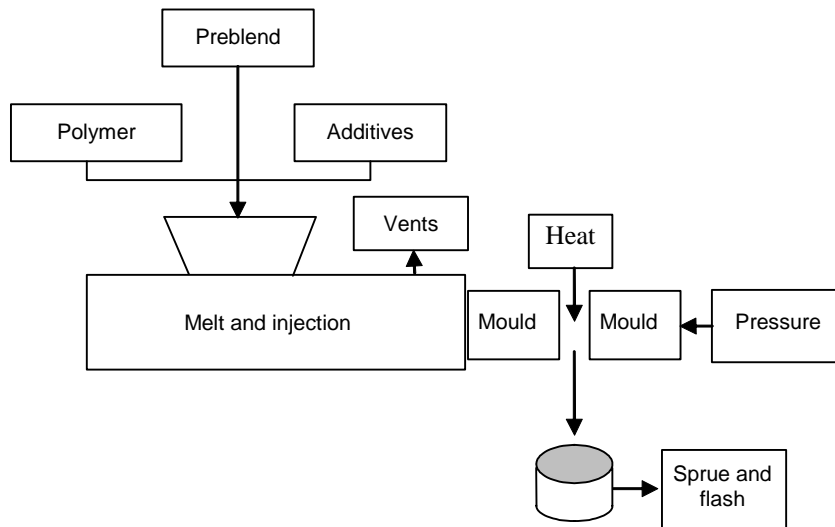 Preblend
Polymer
Additives
Vents
Heat
Melt and injection
Mould
Mould
Pressure
Sprue and
flash